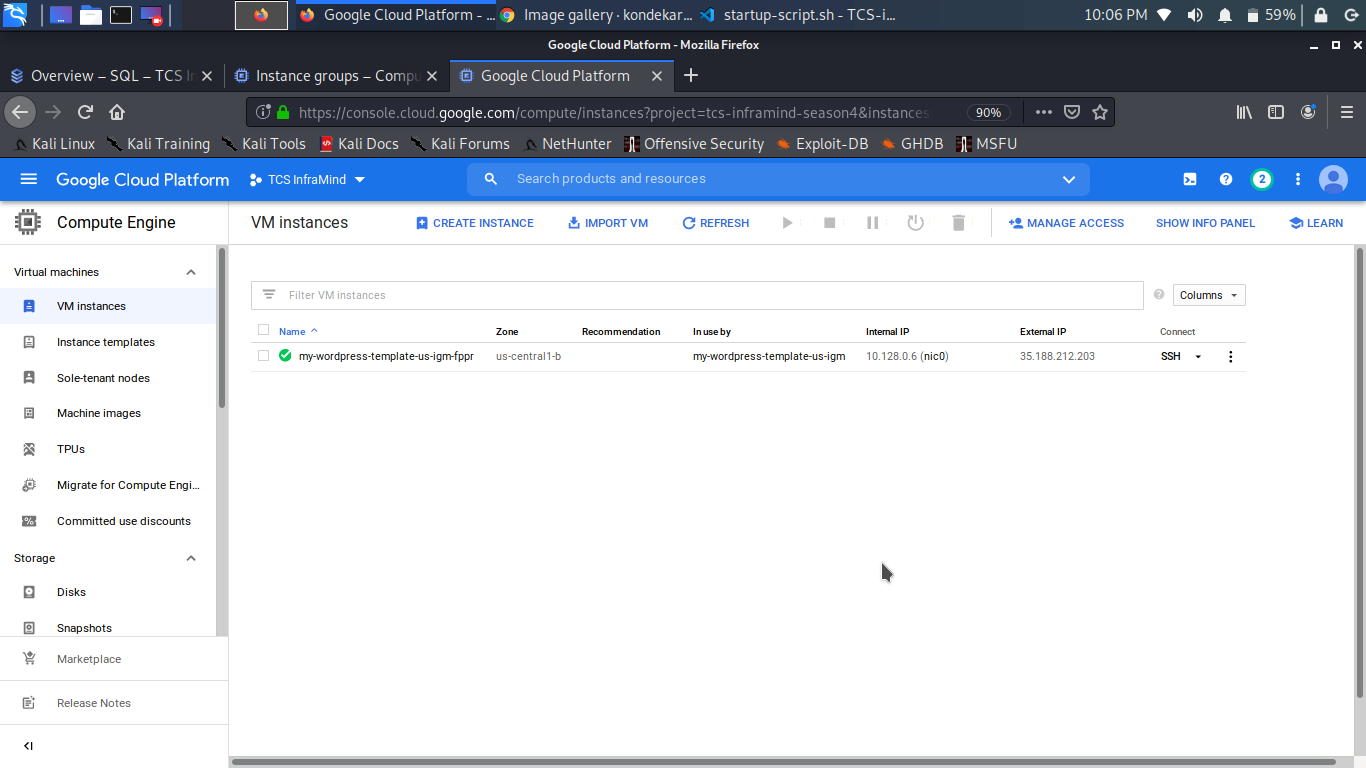 Google Cloud Platform - ...
Image gallery · kondekar...
startup-script.sh - TCS-i...
10:06 PM
59%
Google Cloud Platform - Mozilla Firefox
Overview – SQL – TCS
Instance groups – Compu
Google Cloud Platform
https://console.cloud.google.com/compute/instances?project=tcs-inframind-season4&instances
90%
Kali Linux
Kali Training
Kali Tools
Kali Docs
Kali Forums
NetHunter
Offensive Security
Exploit-DB
GHDB
MSFU
Google Cloud Platform
TCS InfraMind
Search products and resources
2
Compute Engine
VM instances
CREATE INSTANCE
IMPORT VM
REFRESH
MANAGE ACCESS
SHOW INFO PANEL
LEARN
Virtual machines
VM instances
Instance templates
Sole-tenant nodes
Machine images
TPUs
Migrate for Compute Engi...
Committed use discounts
Storage
Disks
Snapshots
Marketplace
Release Notes
Filter VM instances
Columns
Name Zone Recommendation In use by Internal IP External IP Connect
my-wordpress-template-us-igm-fppr us-central1-b my-wordpress-template-us-igm 10.128.0.6 (nic0) 35.188.212.203 SSH